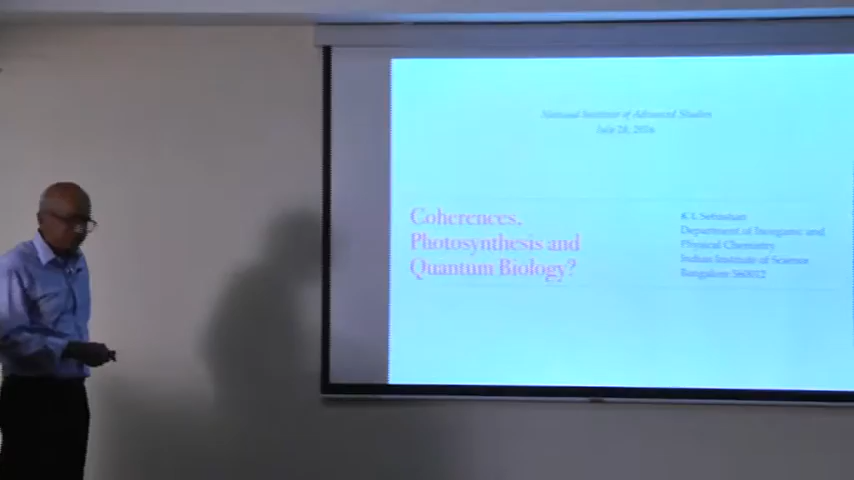 National Institute of Advanced Studies
July 28, 2016
Coherences,
Photosynthesis and
Quantum Biology?
K L Sebastian
Department of Inorganic and
Physical Chemistry
Indian Institute of Science
Bangalore 560012